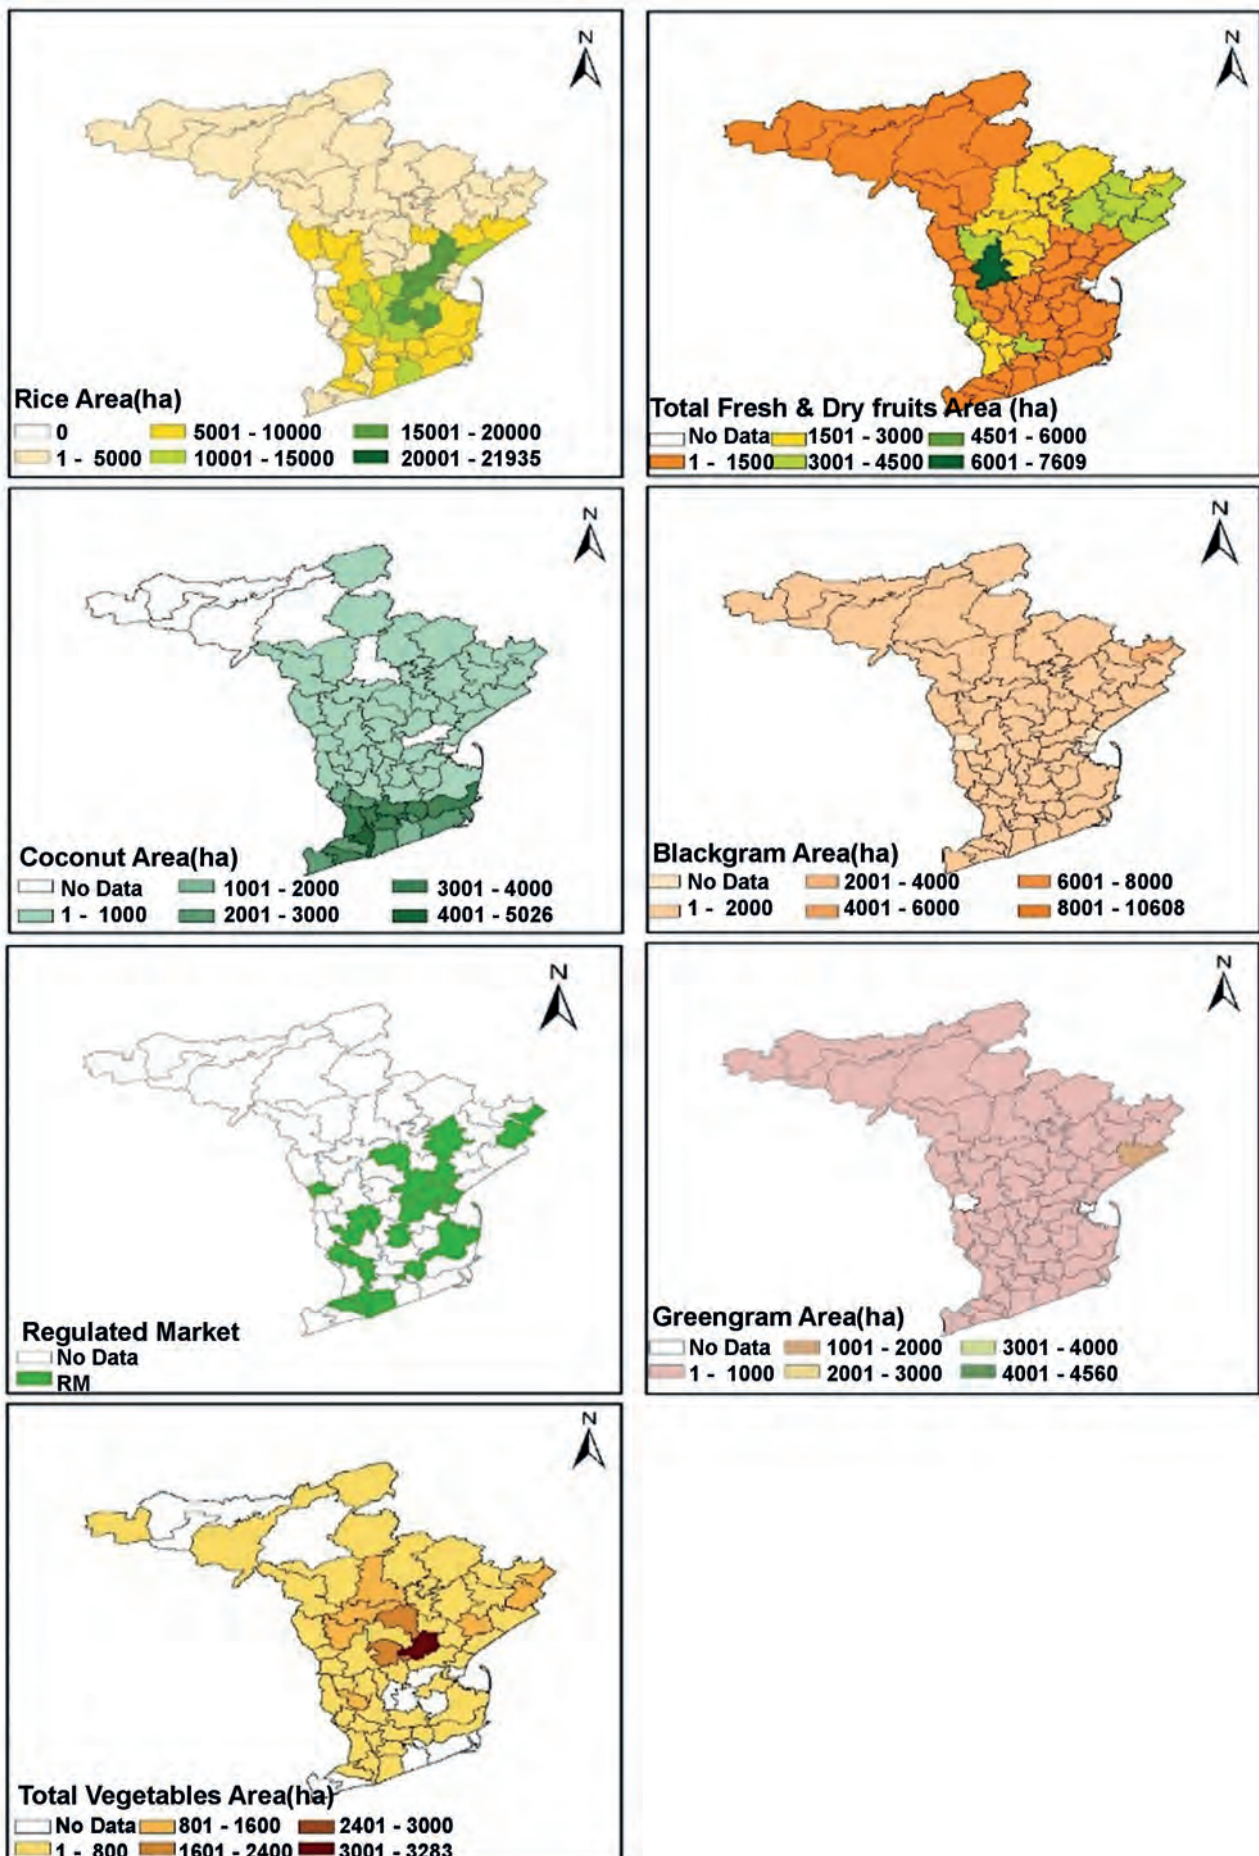 N
Rice Area(ha)
0 5001 - 10000 15001 - 20000
1 - 5000 10001 - 15000 20001 - 21935
N
Total Fresh & Dry fruits Area (ha)
No Data 1501 - 3000 4501 - 6000
1 - 1500 3001 - 4500 6001 - 7609
N
Coconut Area(ha)
No Data 1001 - 2000 3001 - 4000
1 - 1000 2001 - 3000 4001 - 5026
N
Blackgram Area(ha)
No Data 2001 - 4000 6001 - 8000
1 - 2000 4001 - 6000 8001 - 10608
N
Regulated Market
No Data
RM
N
Greengram Area(ha)
No Data 1001 - 2000 3001 - 4000
1 - 1000 2001 - 3000 4001 - 4560
N
Total Vegetables Area(ha)
No Data 801 - 1600 2401 - 3000
1 - 800 1601 - 2400 3001 - 3283